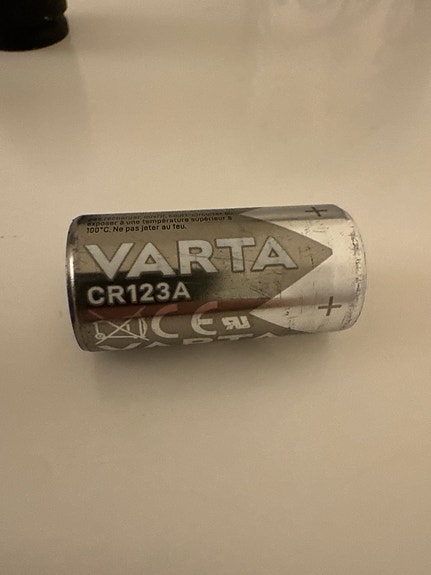 exposer à une température supérieure à
100°C. Ne pas jeter au feu.
+
VARTA
CR123A
+
CE
VARTA